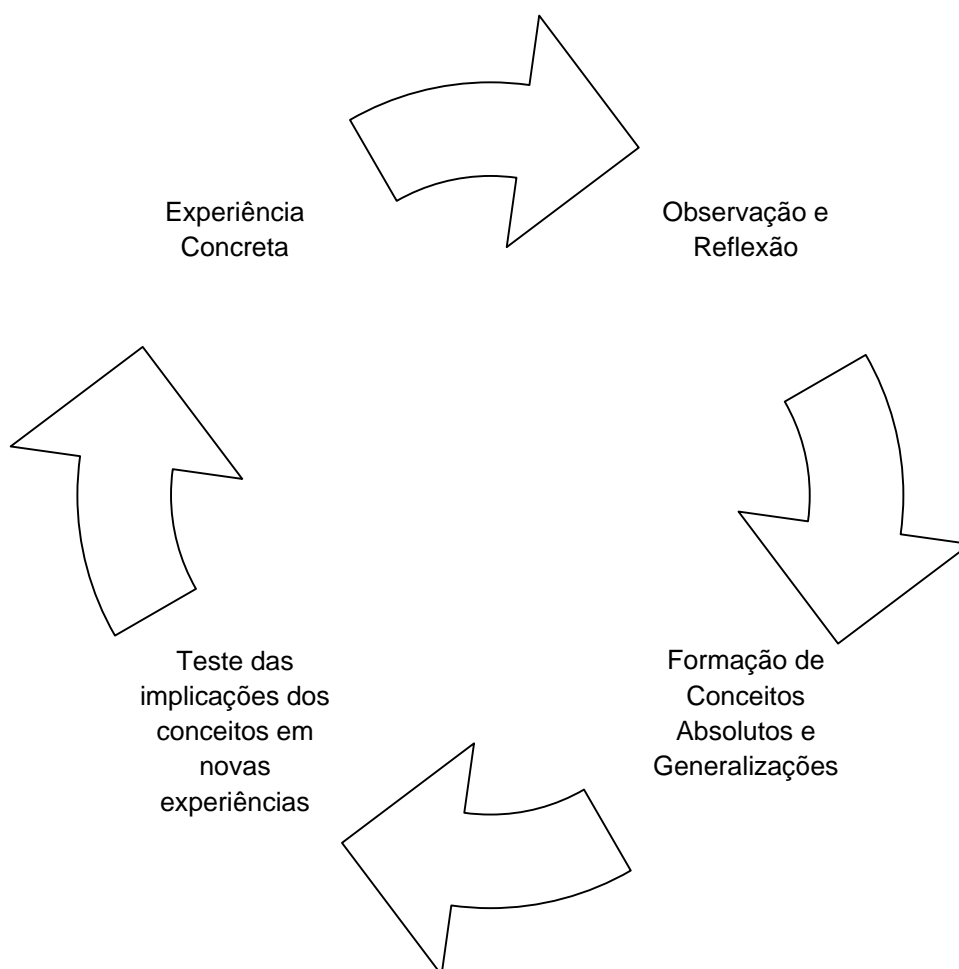 Experiência
Concreta
Observação e
Reflexão
Formação de
Conceitos
Absolutos e
Generalizações
Teste das
implicações dos
conceitos em
novas
experiências